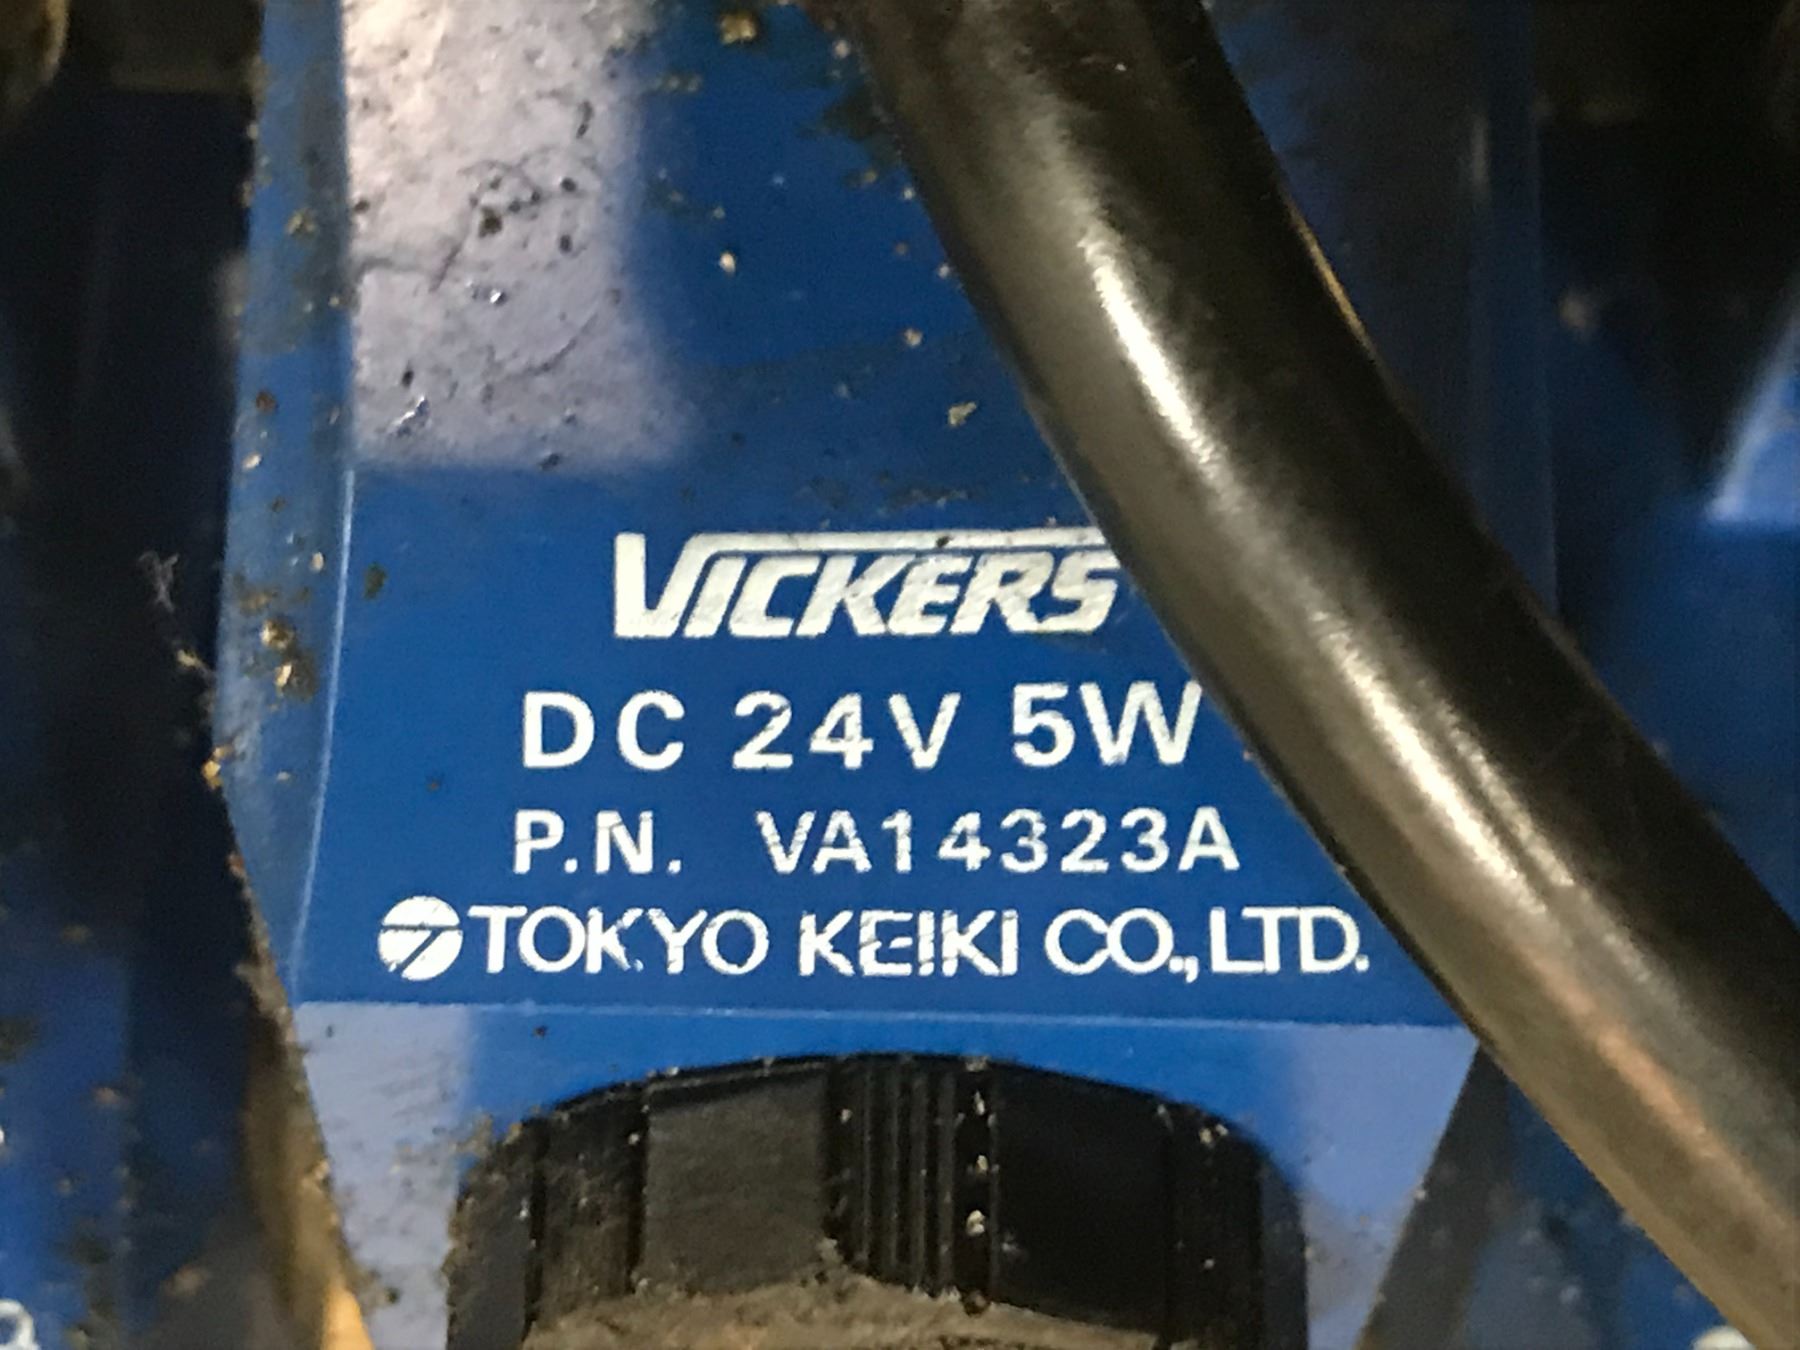 VICKERS
DC 24V 5W
P.N. VA14323A
TOKYO KEIKI CO., LTD.